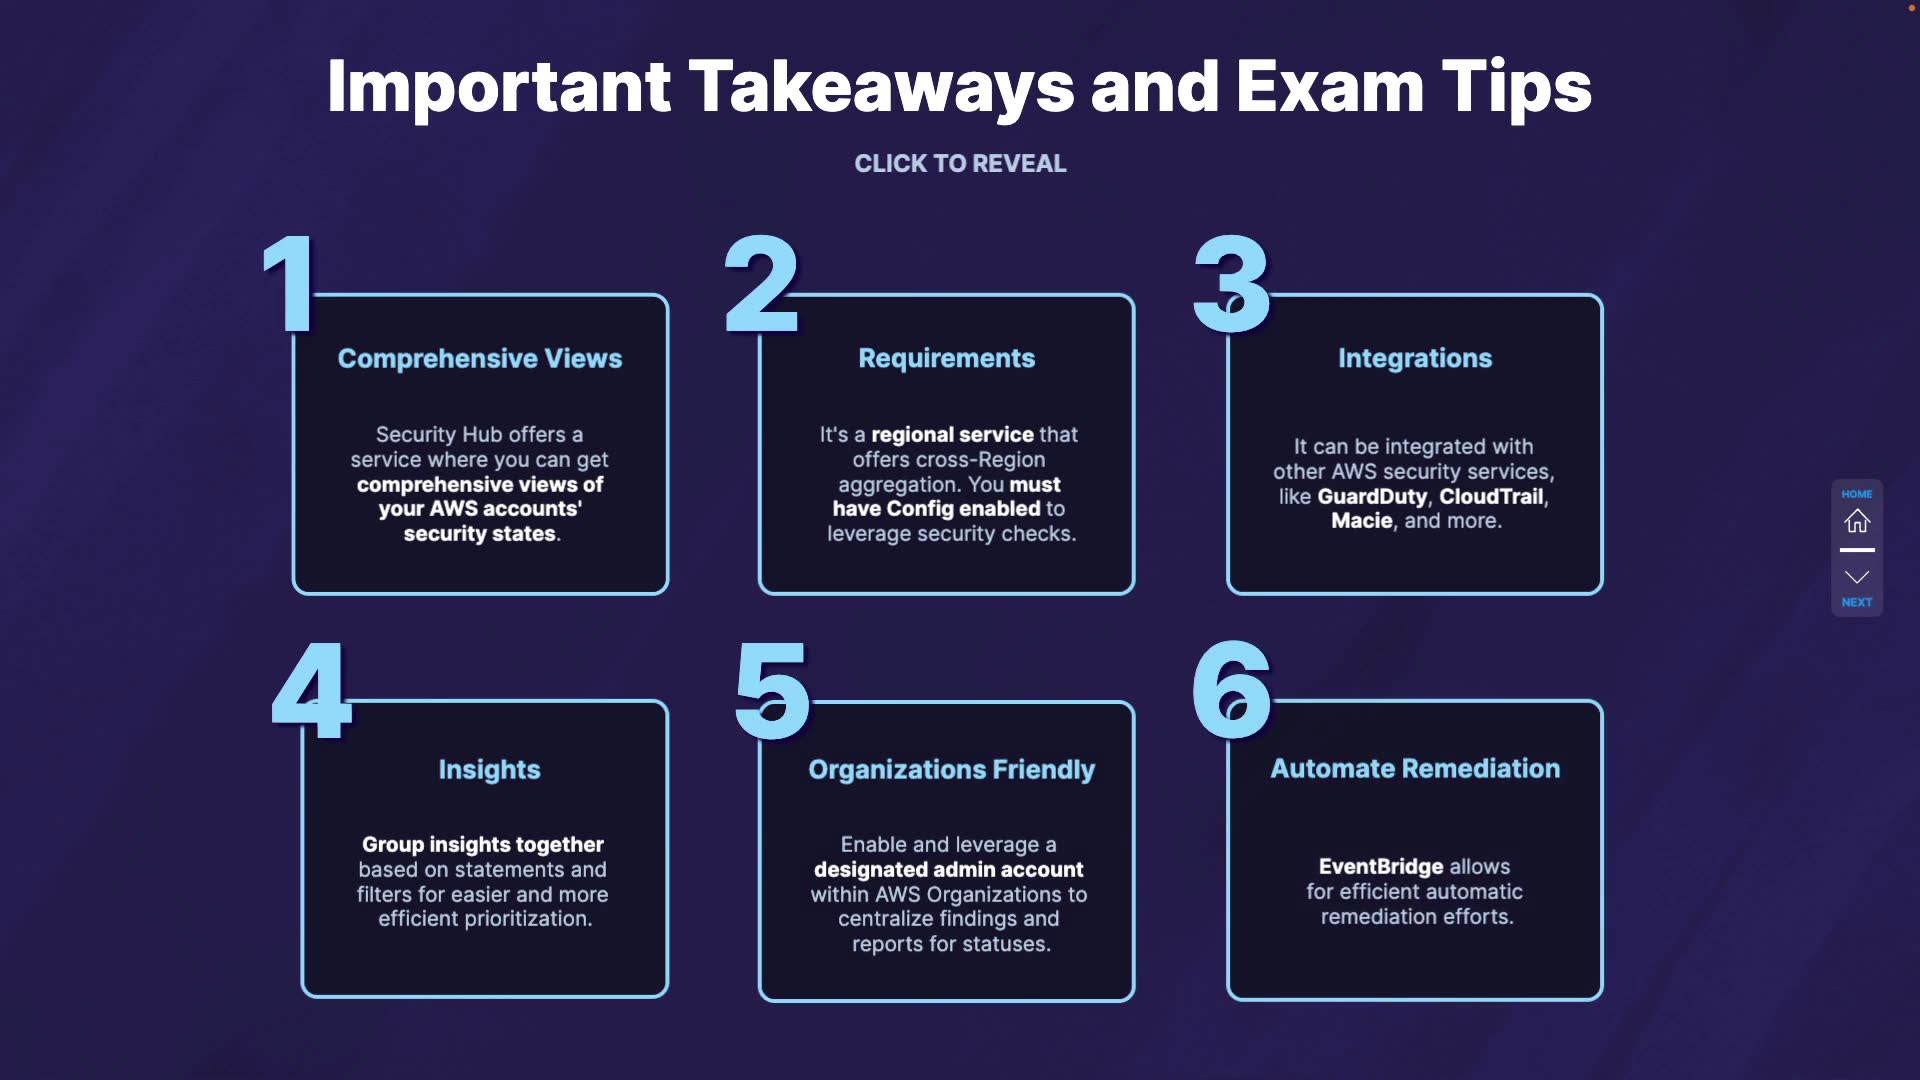 Important Takeaways and Exam Tips
CLICK TO REVEAL
1
Comprehensive Views
Security Hub offers a
service where you can get
comprehensive views of
your AWS accounts'
security states.
2
Requirements
It's a regional service that
offers cross-Region
aggregation. You must
have Config enabled to
leverage security checks.
3
Integrations
It can be integrated with
other AWS security services,
like GuardDuty, CloudTrail,
Macie, and more.
4
Insights
Group insights together
based on statements and
filters for easier and more
efficient prioritization.
5
Organizations Friendly
Enable and leverage a
designated admin account
within AWS Organizations to
centralize findings and
reports for statuses.
6
Automate Remediation
EventBridge allows
for efficient automatic
remediation efforts.
HOME
NEXT